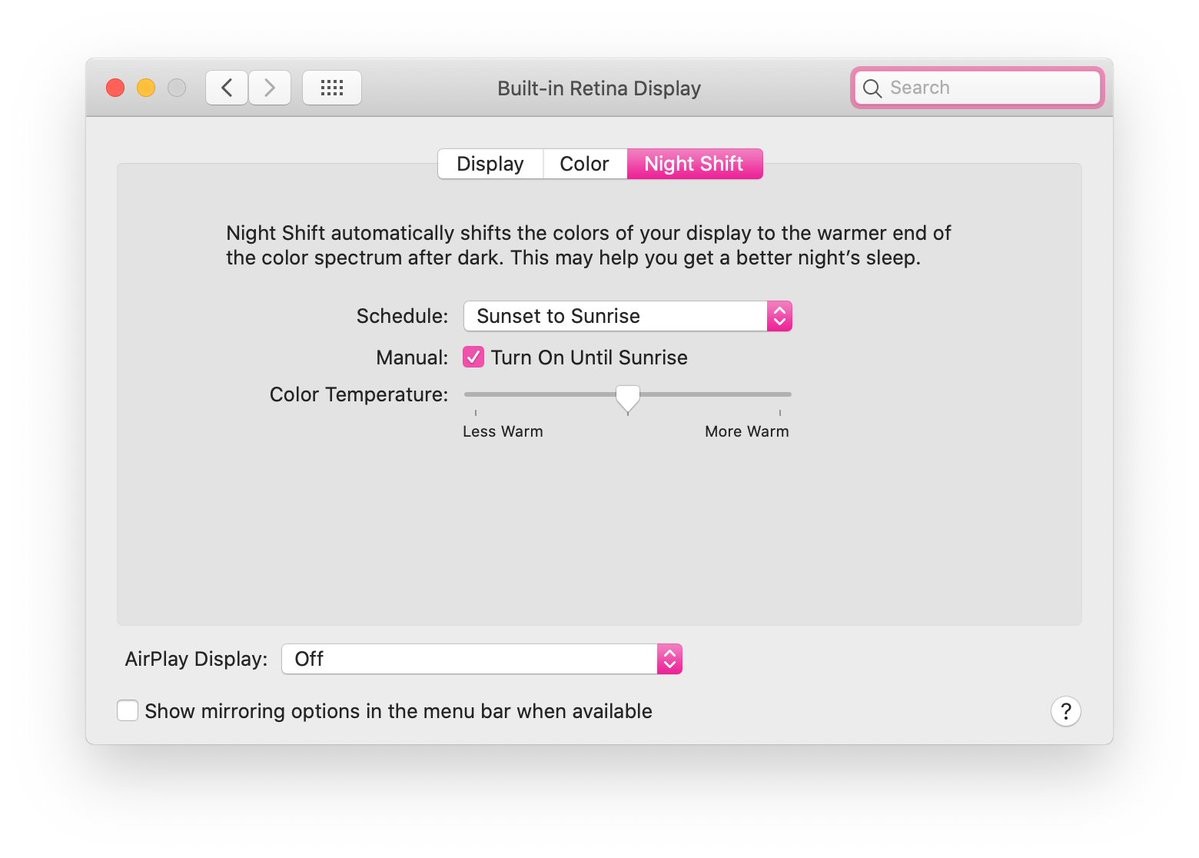 Built-in Retina Display
Search
Display Color Night Shift
Night Shift automatically shifts the colors of your display to the warmer end of
the color spectrum after dark. This may help you get a better night’s sleep.
Schedule: Sunset to Sunrise
Manual: Turn On Until Sunrise
Color Temperature:
Less Warm More Warm
AirPlay Display: Off
Show mirroring options in the menu bar when available
?